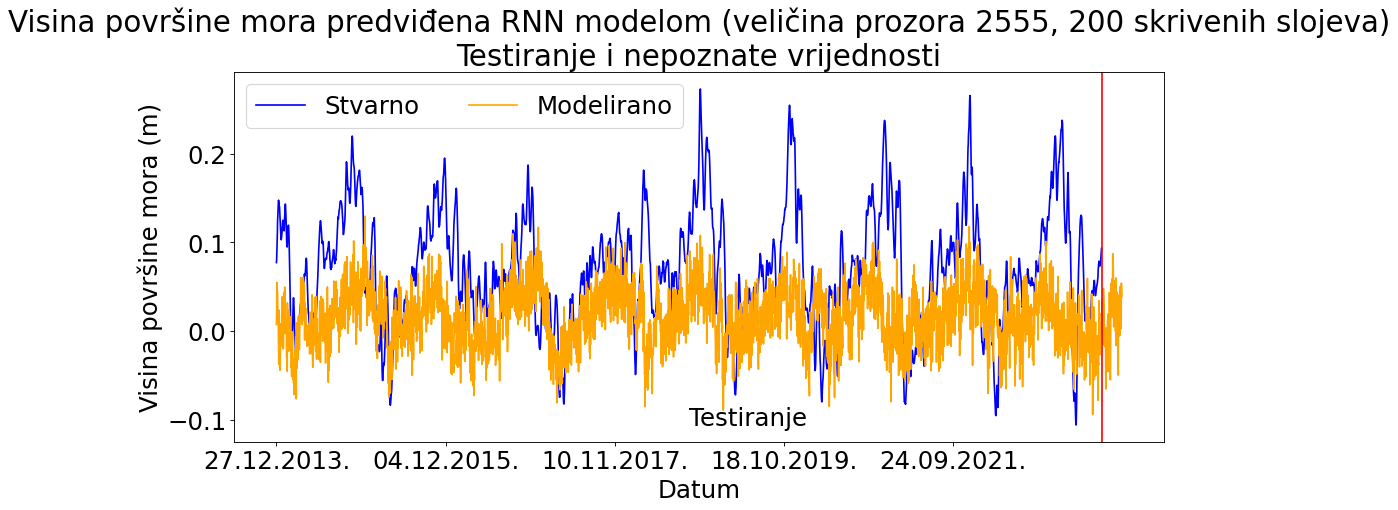 Visina površine mora predviđena RNN modelom (veličina prozora 2555, 200 skrivenih slojeva)
Testiranje i nepoznate vrijednosti
Stvarno Modelirano
Visina površine mora (m)
0.2
0.1
0.0
−0.1
Testiranje
27.12.2013. 04.12.2015. 10.11.2017. 18.10.2019. 24.09.2021.
Datum